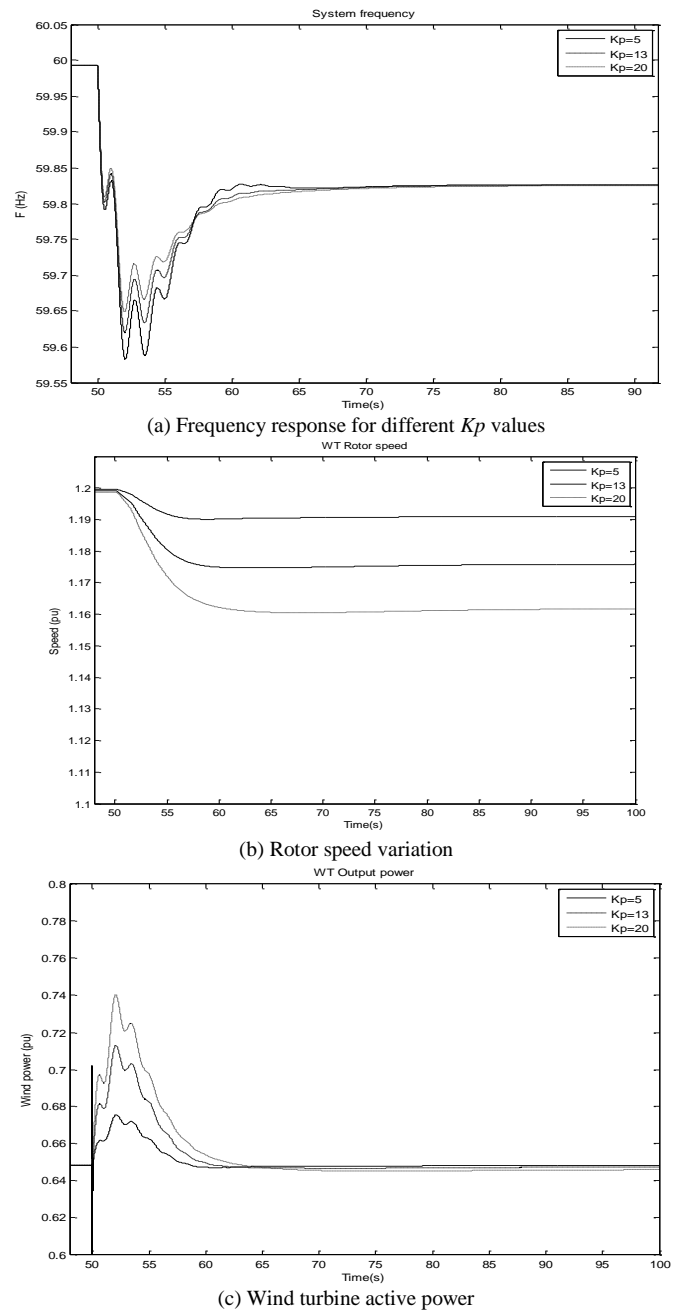 System frequency
60.05
60
59.95
59.9
59.85
59.8
59.75
59.7
59.65
59.6
59.55
F (Hz)
Kp=5
Kp=13
Kp=20
50 55 60 65 70 75 80 85 90
Time(s)
(a) Frequency response for different Kp values
WT Rotor speed
1.2
1.19
1.18
1.17
1.16
1.15
1.14
1.13
1.12
1.11
1.1
Speed (pu)
Kp=5
Kp=13
Kp=20
50 55 60 65 70 75 80 85 90 95 100
Time(s)
(b) Rotor speed variation
WT Output power
0.8
0.78
0.76
0.74
0.72
0.7
0.68
0.66
0.64
0.62
0.6
Wind power (pu)
Kp=5
Kp=13
Kp=20
50 55 60 65 70 75 80 85 90 95 100
Time(s)
(c) Wind turbine active power